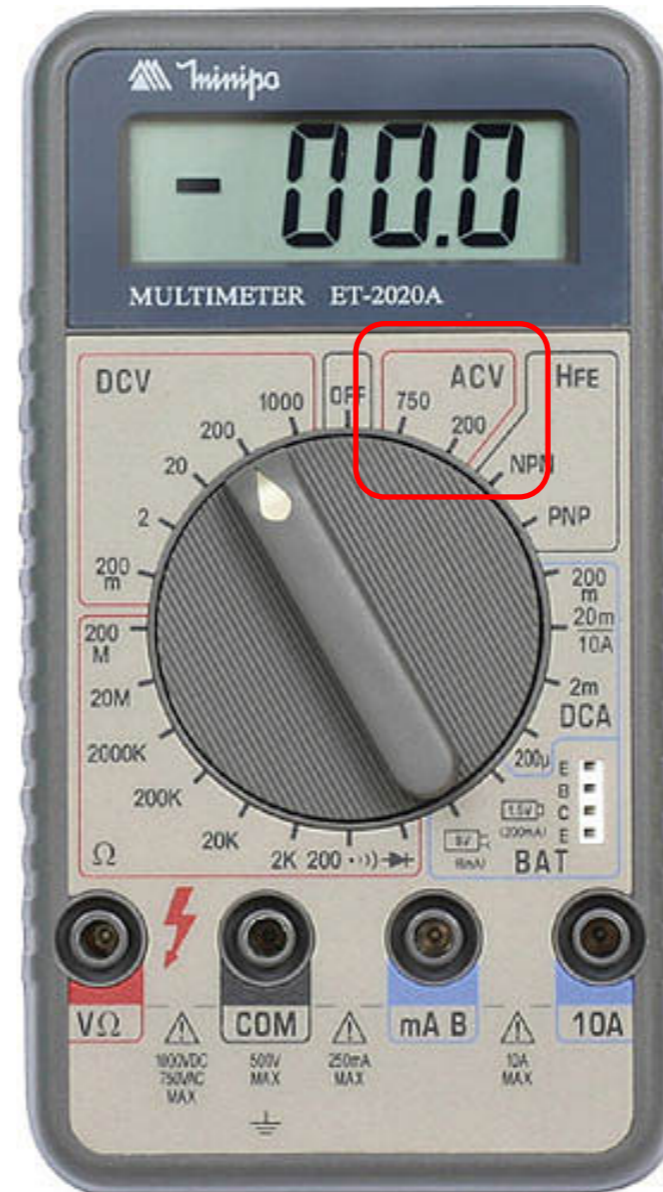 Minipa
- 00.0
MULTIMETER ET-2020A
DCV
1000
OFF
750
ACV
HFE
200
200
20
NPN
2
PNP
200
m
200
m
200
M
20m
10A
20M
2m
DCA
2000K
200µ
E
B
200K
1.5V
C
(200mA)
E
20K
9V
Ω
2K
200
BAT
VΩ
COM
mA B
10A
1000VDC
750VAC
MAX
500V
MAX
250mA
MAX
10A
MAX